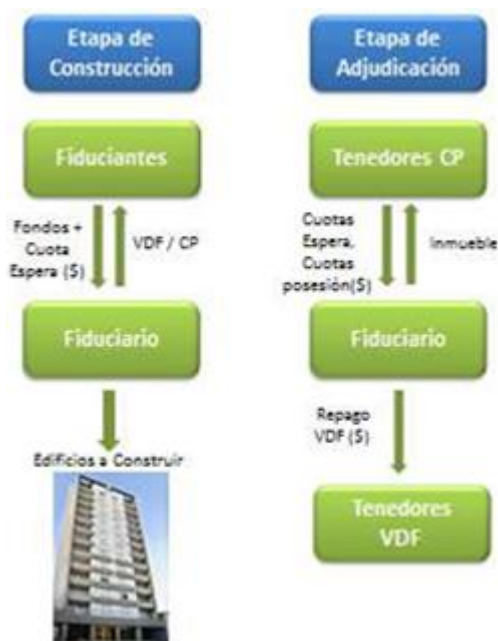 Etapa de
Construcción
Fiduciantes
Fondos +
Cuota
Espera ($)
VDF / CP
Fiduciario
Edificios a Construir
Etapa de
Adjudicación
Tenedores CP
Cuotas
Espera,
Cuotas
posesión($)
Inmueble
Fiduciario
Repago
VDF ($)
Tenedores
VDF